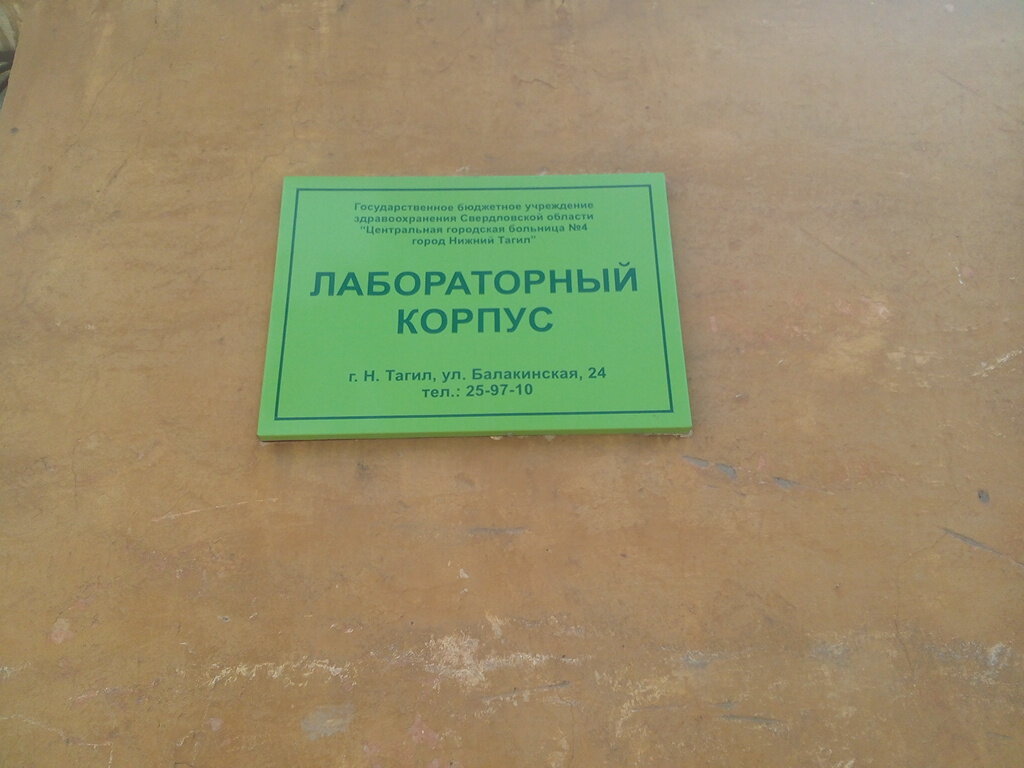 Государственное бюджетное учреждение
здравоохранения Свердловской области
"Центральная городская больница №4
город Нижний Тагил"
ЛАБОРАТОРНЫЙ
КОРПУС
г. Н. Тагил, ул. Балакинская, 24
тел.: 25-97-10